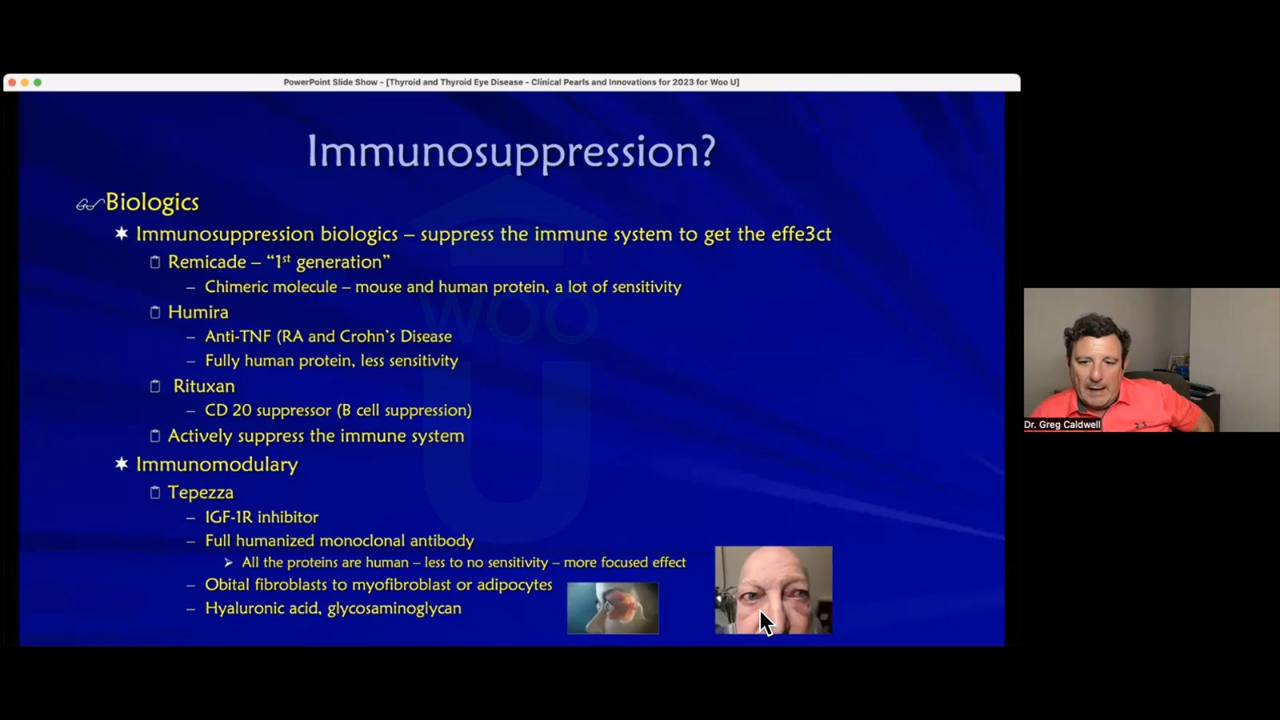 PowerPoint Slide Show - [Thyroid and Thyroid Eye Disease - Clinical Pearls and Innovations for 2023 for Woo U]
Immunosuppression?
Biologics
Immunosuppression biologics – suppress the immune system to get the effe3ct
Remicade – “1st generation”
– Chimeric molecule – mouse and human protein, a lot of sensitivity
Humira
– Anti-TNF (RA and Crohn’s Disease
– Fully human protein, less sensitivity
Rituxan
– CD 20 suppressor (B cell suppression)
Actively suppress the immune system
Immunomodulary
Tepezza
– IGF-1R inhibitor
– Full humanized monoclonal antibody
All the proteins are human – less to no sensitivity – more focused effect
– Obital fibroblasts to myofibroblast or adipocytes
– Hyaluronic acid, glycosaminoglycan
WOO
U
Dr. Greg Caldwell